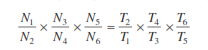 N₁/N₂ × N₃/N₄ × N₅/N₆ = T₂/T₁ × T₄/T₃ × T₆/T₅